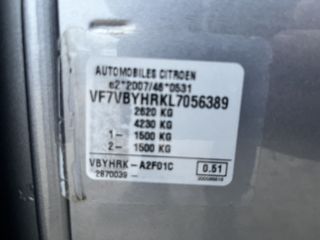 AUTOMOBILES CITROEN
e2*2007/46*0531
VF7VBYHRKL7056389
2620 KG
4230 KG
1- 1500 KG
2- 1500 KG
VBYHRK-A2F01C 0.51
2870039 -